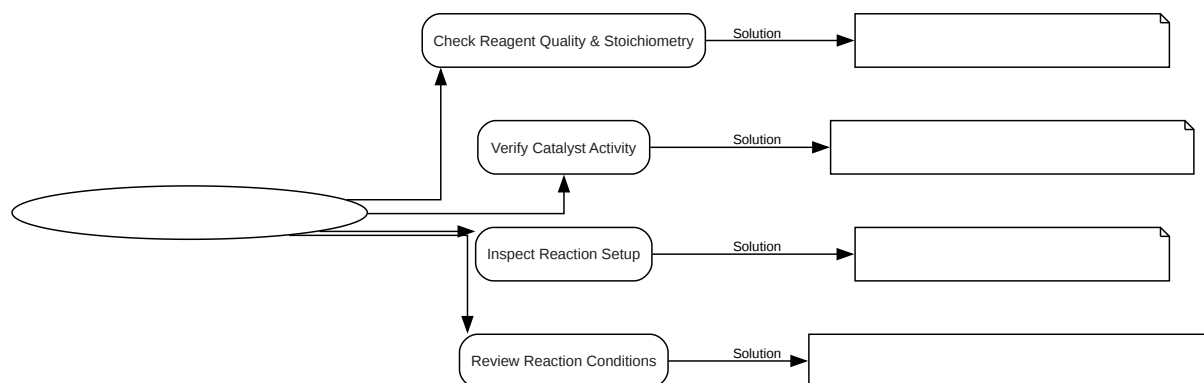 Check Reagent Quality & Stoichiometry
Solution
Verify Catalyst Activity
Solution
Inspect Reaction Setup
Solution
Review Reaction Conditions
Solution